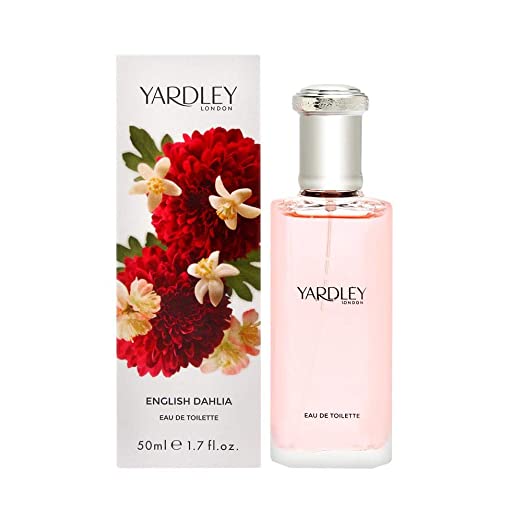 YARDLEY
LONDON
ENGLISH DAHLIA
EAU DE TOILETTE
50ml e 1.7 fl.oz.
YARDLEY
LONDON
EAU DE TOILETTE